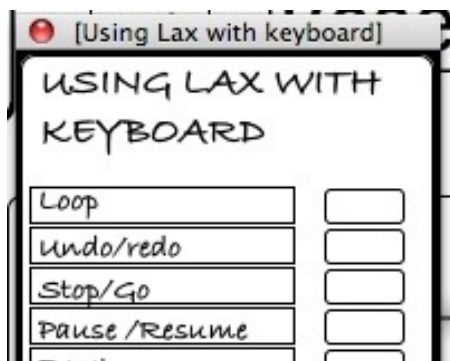 [Using Lax with keyboard]
USING LAX WITH
KEYBOARD
Loop
Undo/redo
Stop/Go
Pause /Resume